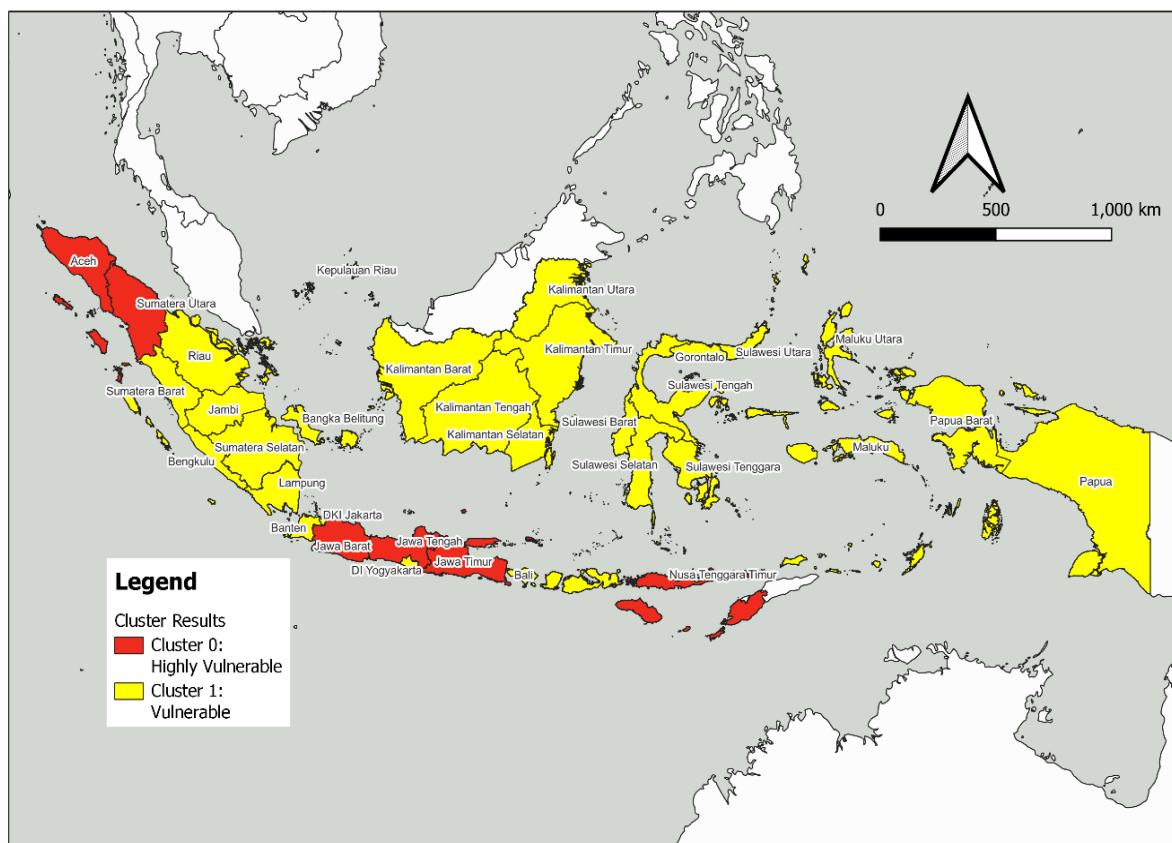 0 500 1,000 km
Aceh
Kepulauan Riau
Kalimantan Utara
Sumatera Utara
Maluku Utara
Riau
Kalimantan Timur
Sulawesi Utara
Gorontalo
Kalimantan Barat
Sumatera Barat
Sulawesi Tengah
Jambi
Kalimantan Tengah
Bangka Belitung
Sulawesi Barat
Papua Barat
Kalimantan Selatan
Sumatera Selatan
Maluku
Bengkulu
Sulawesi Selatan
Sulawesi Tenggara
Lampung
Papua
DKI Jakarta
Banten
Jawa Tengah
Jawa Barat
Jawa Timur
DI Yogyakarta
Bali
Nusa Tenggara Timur
Legend
Cluster Results
Cluster 0:
Highly Vulnerable
Cluster 1:
Vulnerable